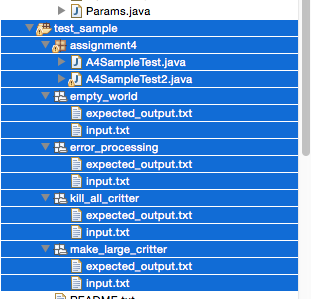 Params.java
test_sample
assignment4
A4SampleTest.java
A4SampleTest2.java
empty_world
expected_output.txt
input.txt
error_processing
expected_output.txt
input.txt
kill_all_critter
expected_output.txt
input.txt
make_large_critter
expected_output.txt
input.txt
README.txt